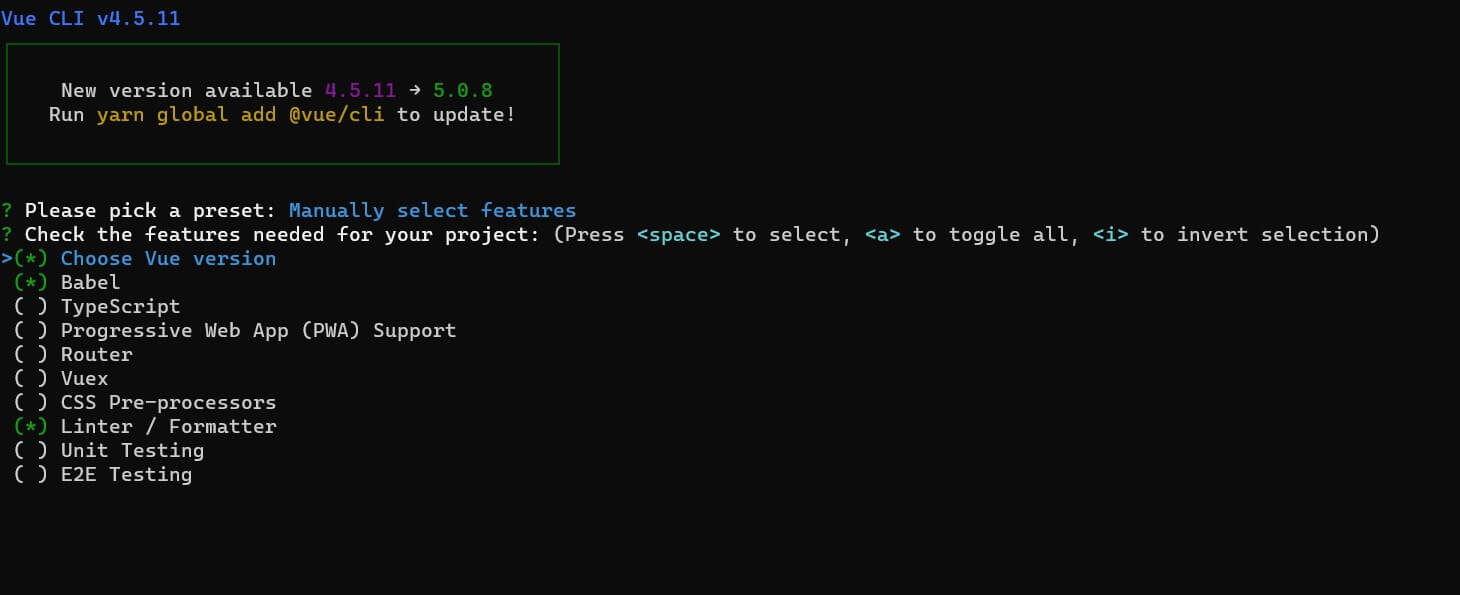 Vue CLI v4.5.11
New version available 4.5.11 → 5.0.8
Run yarn global add @vue/cli to update!
? Please pick a preset: Manually select features
? Check the features needed for your project: (Press <space> to select, <a> to toggle all, <i> to invert selection)
>(*) Choose Vue version
(*) Babel
( ) TypeScript
( ) Progressive Web App (PWA) Support
( ) Router
( ) Vuex
( ) CSS Pre-processors
(*) Linter / Formatter
( ) Unit Testing
( ) E2E Testing